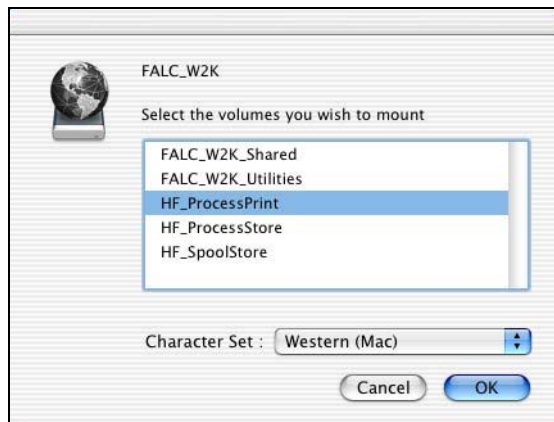 FALC_W2K
Select the volumes you wish to mount
FALC_W2K_Shared
FALC_W2K_Utilities
HF_ProcessPrint
HF_ProcessStore
HF_SpoolStore
Character Set : Western (Mac)
Cancel OK